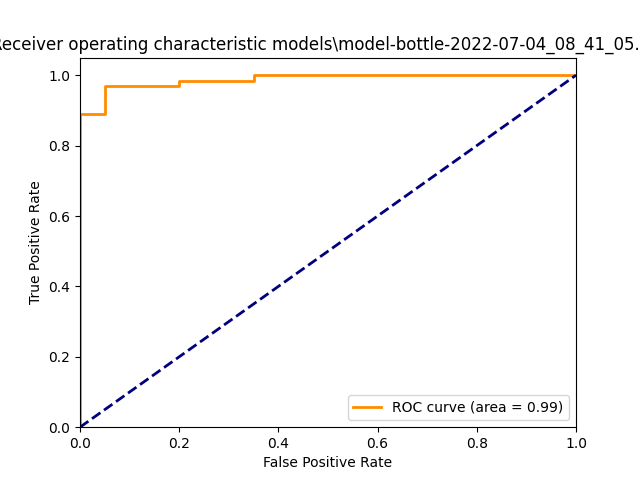 Receiver operating characteristic models\model-bottle-2022-07-04_08_41_05.
1.0
0.8
0.6
0.4
0.2
0.0
True Positive Rate
ROC curve (area = 0.99)
0.0 0.2 0.4 0.6 0.8 1.0
False Positive Rate